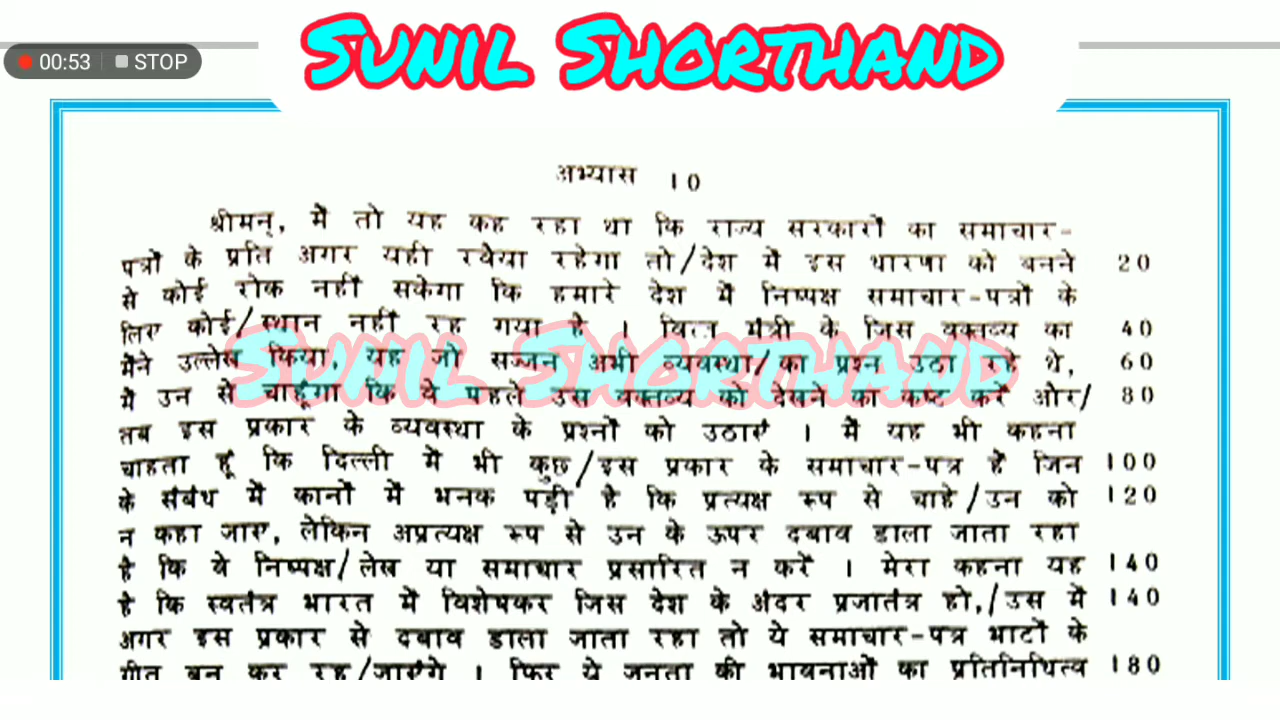 SUNIL SHORTHAND
00:53 STOP
अभ्यास 10
श्रीमन्, मैं तो यह कह रहा था कि राज्य सरकारों का समाचार-
पत्रों के प्रति अगर यही रवैया रहेगा तो/देश में इस धारणा को बनने 20
से कोई रोक नहीं सकेगा कि हमारे देश में निष्पक्ष समाचार-पत्रों के
लिए कोई/स्थान नहीं रह गया है । वित्त मंत्री के जिस वक्तव्य का 40
मैंने उल्लेख किया, यह जो सज्जन अभी व्यवस्था/का प्रश्न उठा रहे थे, 60
मैं उन से चाहूंगा कि वे पहले उस वक्तव्य को देखने का कष्ट करें और/ 80
Sunil Shorthand
तब इस प्रकार के व्यवस्था के प्रश्नों को उठाएं । मैं यह भी कहना
चाहता हूं कि दिल्ली में भी कुछ/इस प्रकार के समाचार-पत्र हैं जिन 100
के संबंध में कानों में भनक पड़ी है कि प्रत्यक्ष रूप से चाहे/उन को 120
न कहा जाए, लेकिन अप्रत्यक्ष रूप से उन के ऊपर दबाव डाला जाता रहा
है कि वे निष्पक्ष/लेख या समाचार प्रसारित न करें । मेरा कहना यह 140
है कि स्वतंत्र भारत में विशेषकर जिस देश के अंदर प्रजातंत्र हो,/उस में 140
अगर इस प्रकार से दबाव डाला जाता रहा तो ये समाचार-पत्र भाटों के
गीत बन कर रह/जाएंगे । फिर ये जनता की भावनाओं का प्रतिनिधित्व 180